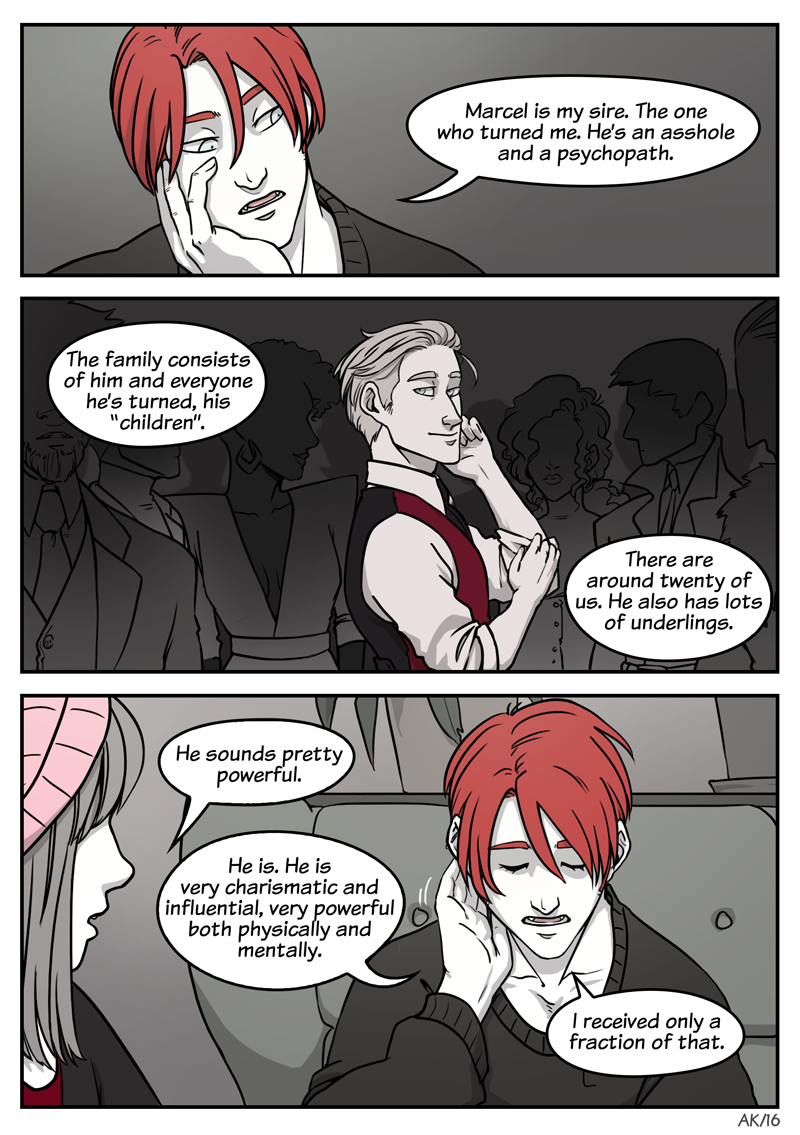 Marcel is my sire. The one
who turned me. He's an asshole
and a psychopath.
The family consists
of him and everyone
he's turned, his
"children".
There are
around twenty of
us. He also has lots
of underlings.
He sounds pretty
powerful.
He is. He is
very charismatic and
influential, very powerful
both physically and
mentally.
I received only a
fraction of that.
AK/16